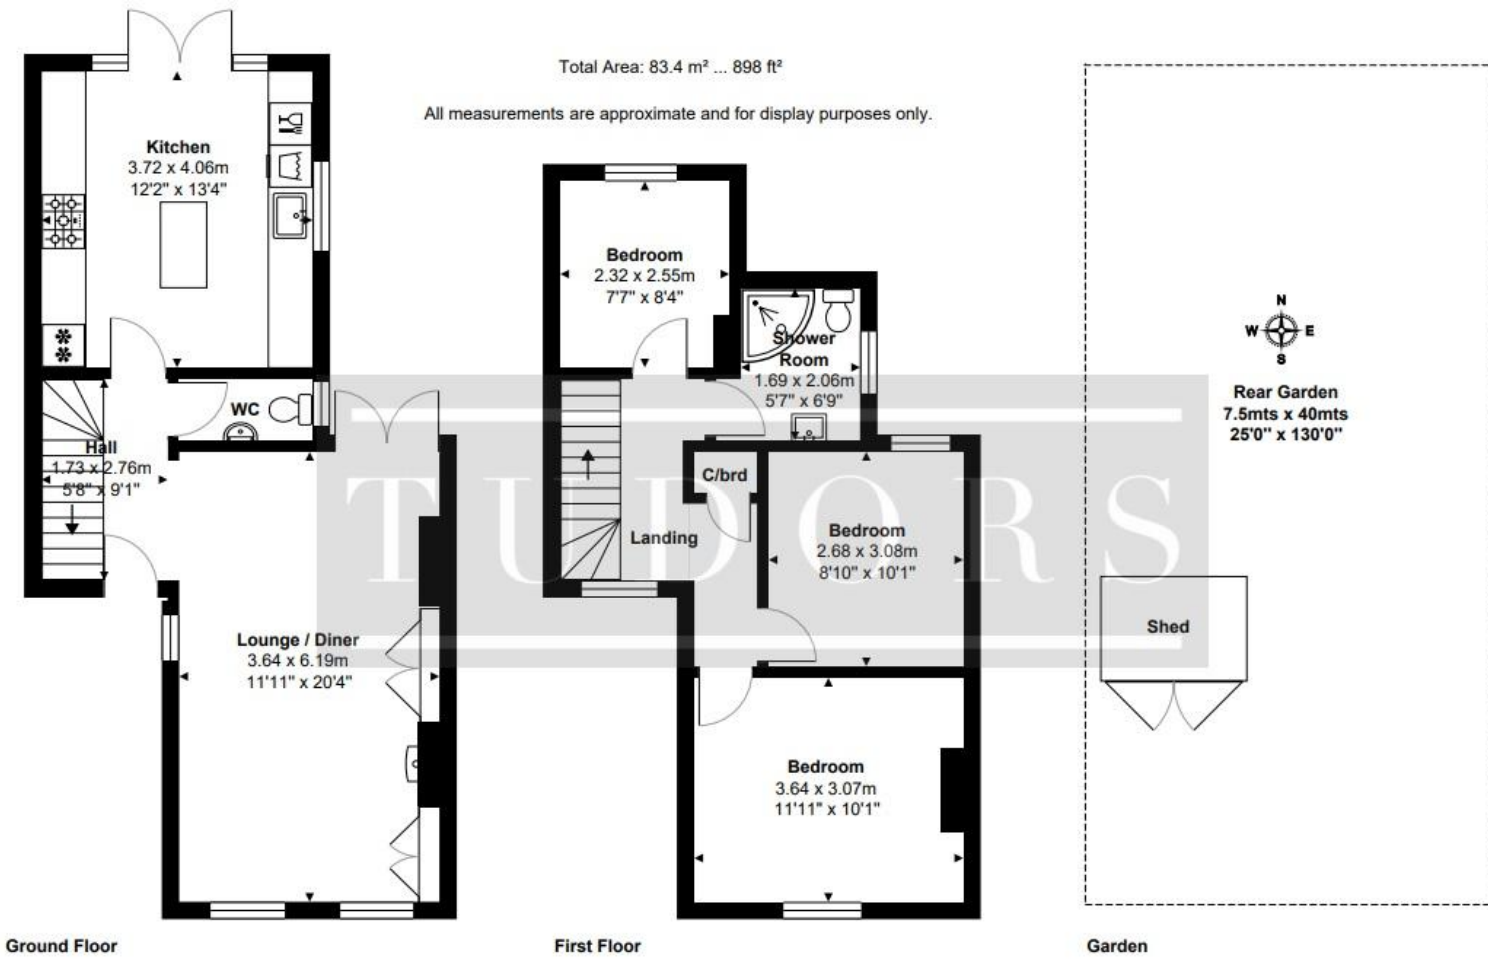 Total Area: 83.4 m² ... 898 ft²
All measurements are approximate and for display purposes only.
Kitchen
3.72 x 4.06m
12'2" x 13'4"
WC
Hall
1.73 x 2.76m
5'8" x 9'1"
Lounge / Diner
3.64 x 6.19m
11'11" x 20'4"
Ground Floor
Bedroom
2.32 x 2.55m
7'7" x 8'4"
Shower
Room
1.69 x 2.06m
5'7" x 6'9"
C/brd
Landing
Bedroom
2.68 x 3.08m
8'10" x 10'1"
Bedroom
3.64 x 3.07m
11'11" x 10'1"
First Floor
TUDORS
N
W E
S
Rear Garden
7.5mts x 40mts
25'0" x 130'0"
Shed
Garden